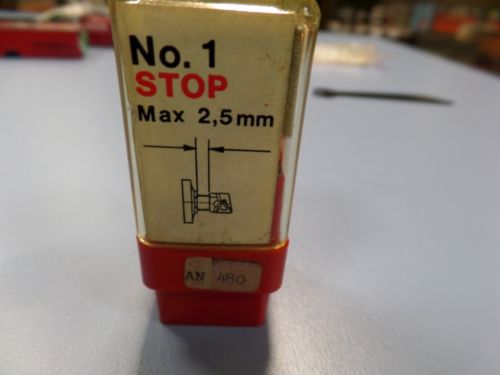 No. 1
STOP
Max 2,5mm
AN 480